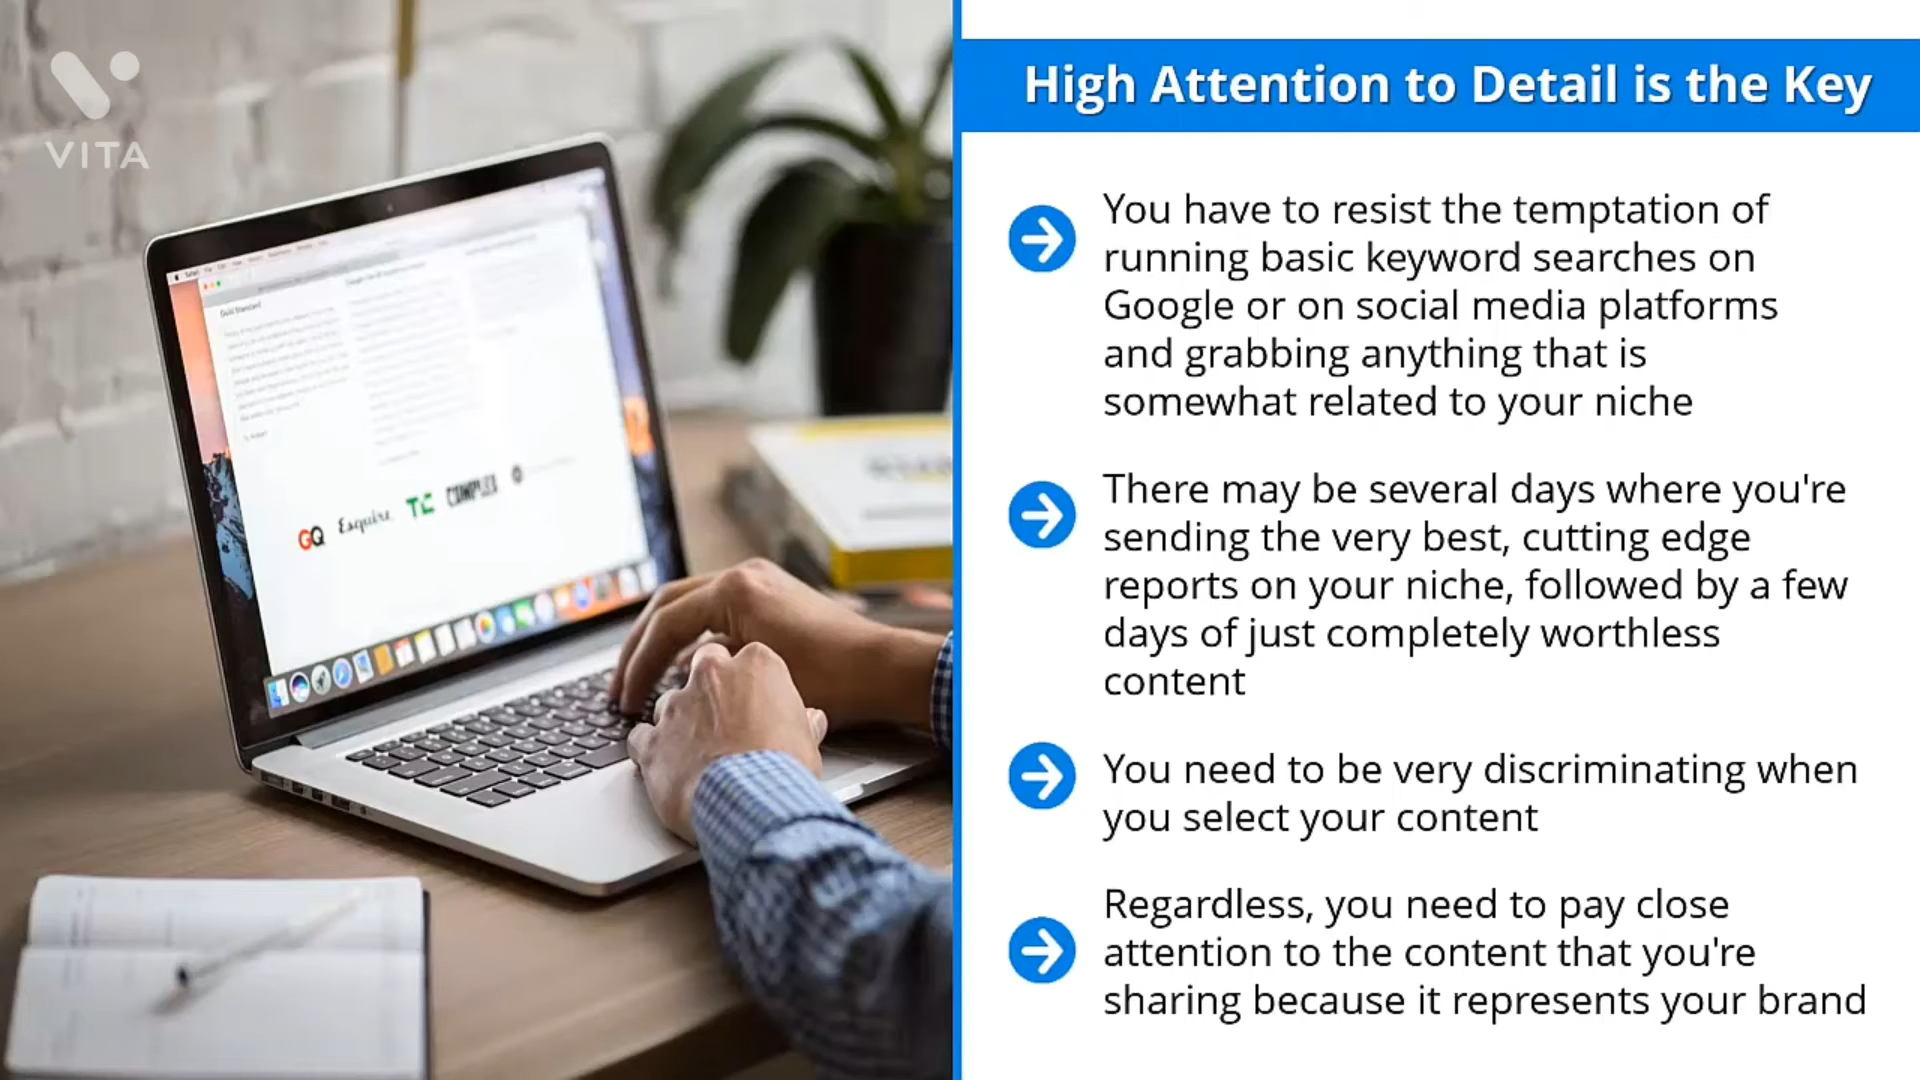 VITA
Gold Standard
GQ Esquire TC COMPLEX
High Attention to Detail is the Key
You have to resist the temptation of
running basic keyword searches on
Google or on social media platforms
and grabbing anything that is
somewhat related to your niche
There may be several days where you're
sending the very best, cutting edge
reports on your niche, followed by a few
days of just completely worthless
content
You need to be very discriminating when
you select your content
Regardless, you need to pay close
attention to the content that you're
sharing because it represents your brand